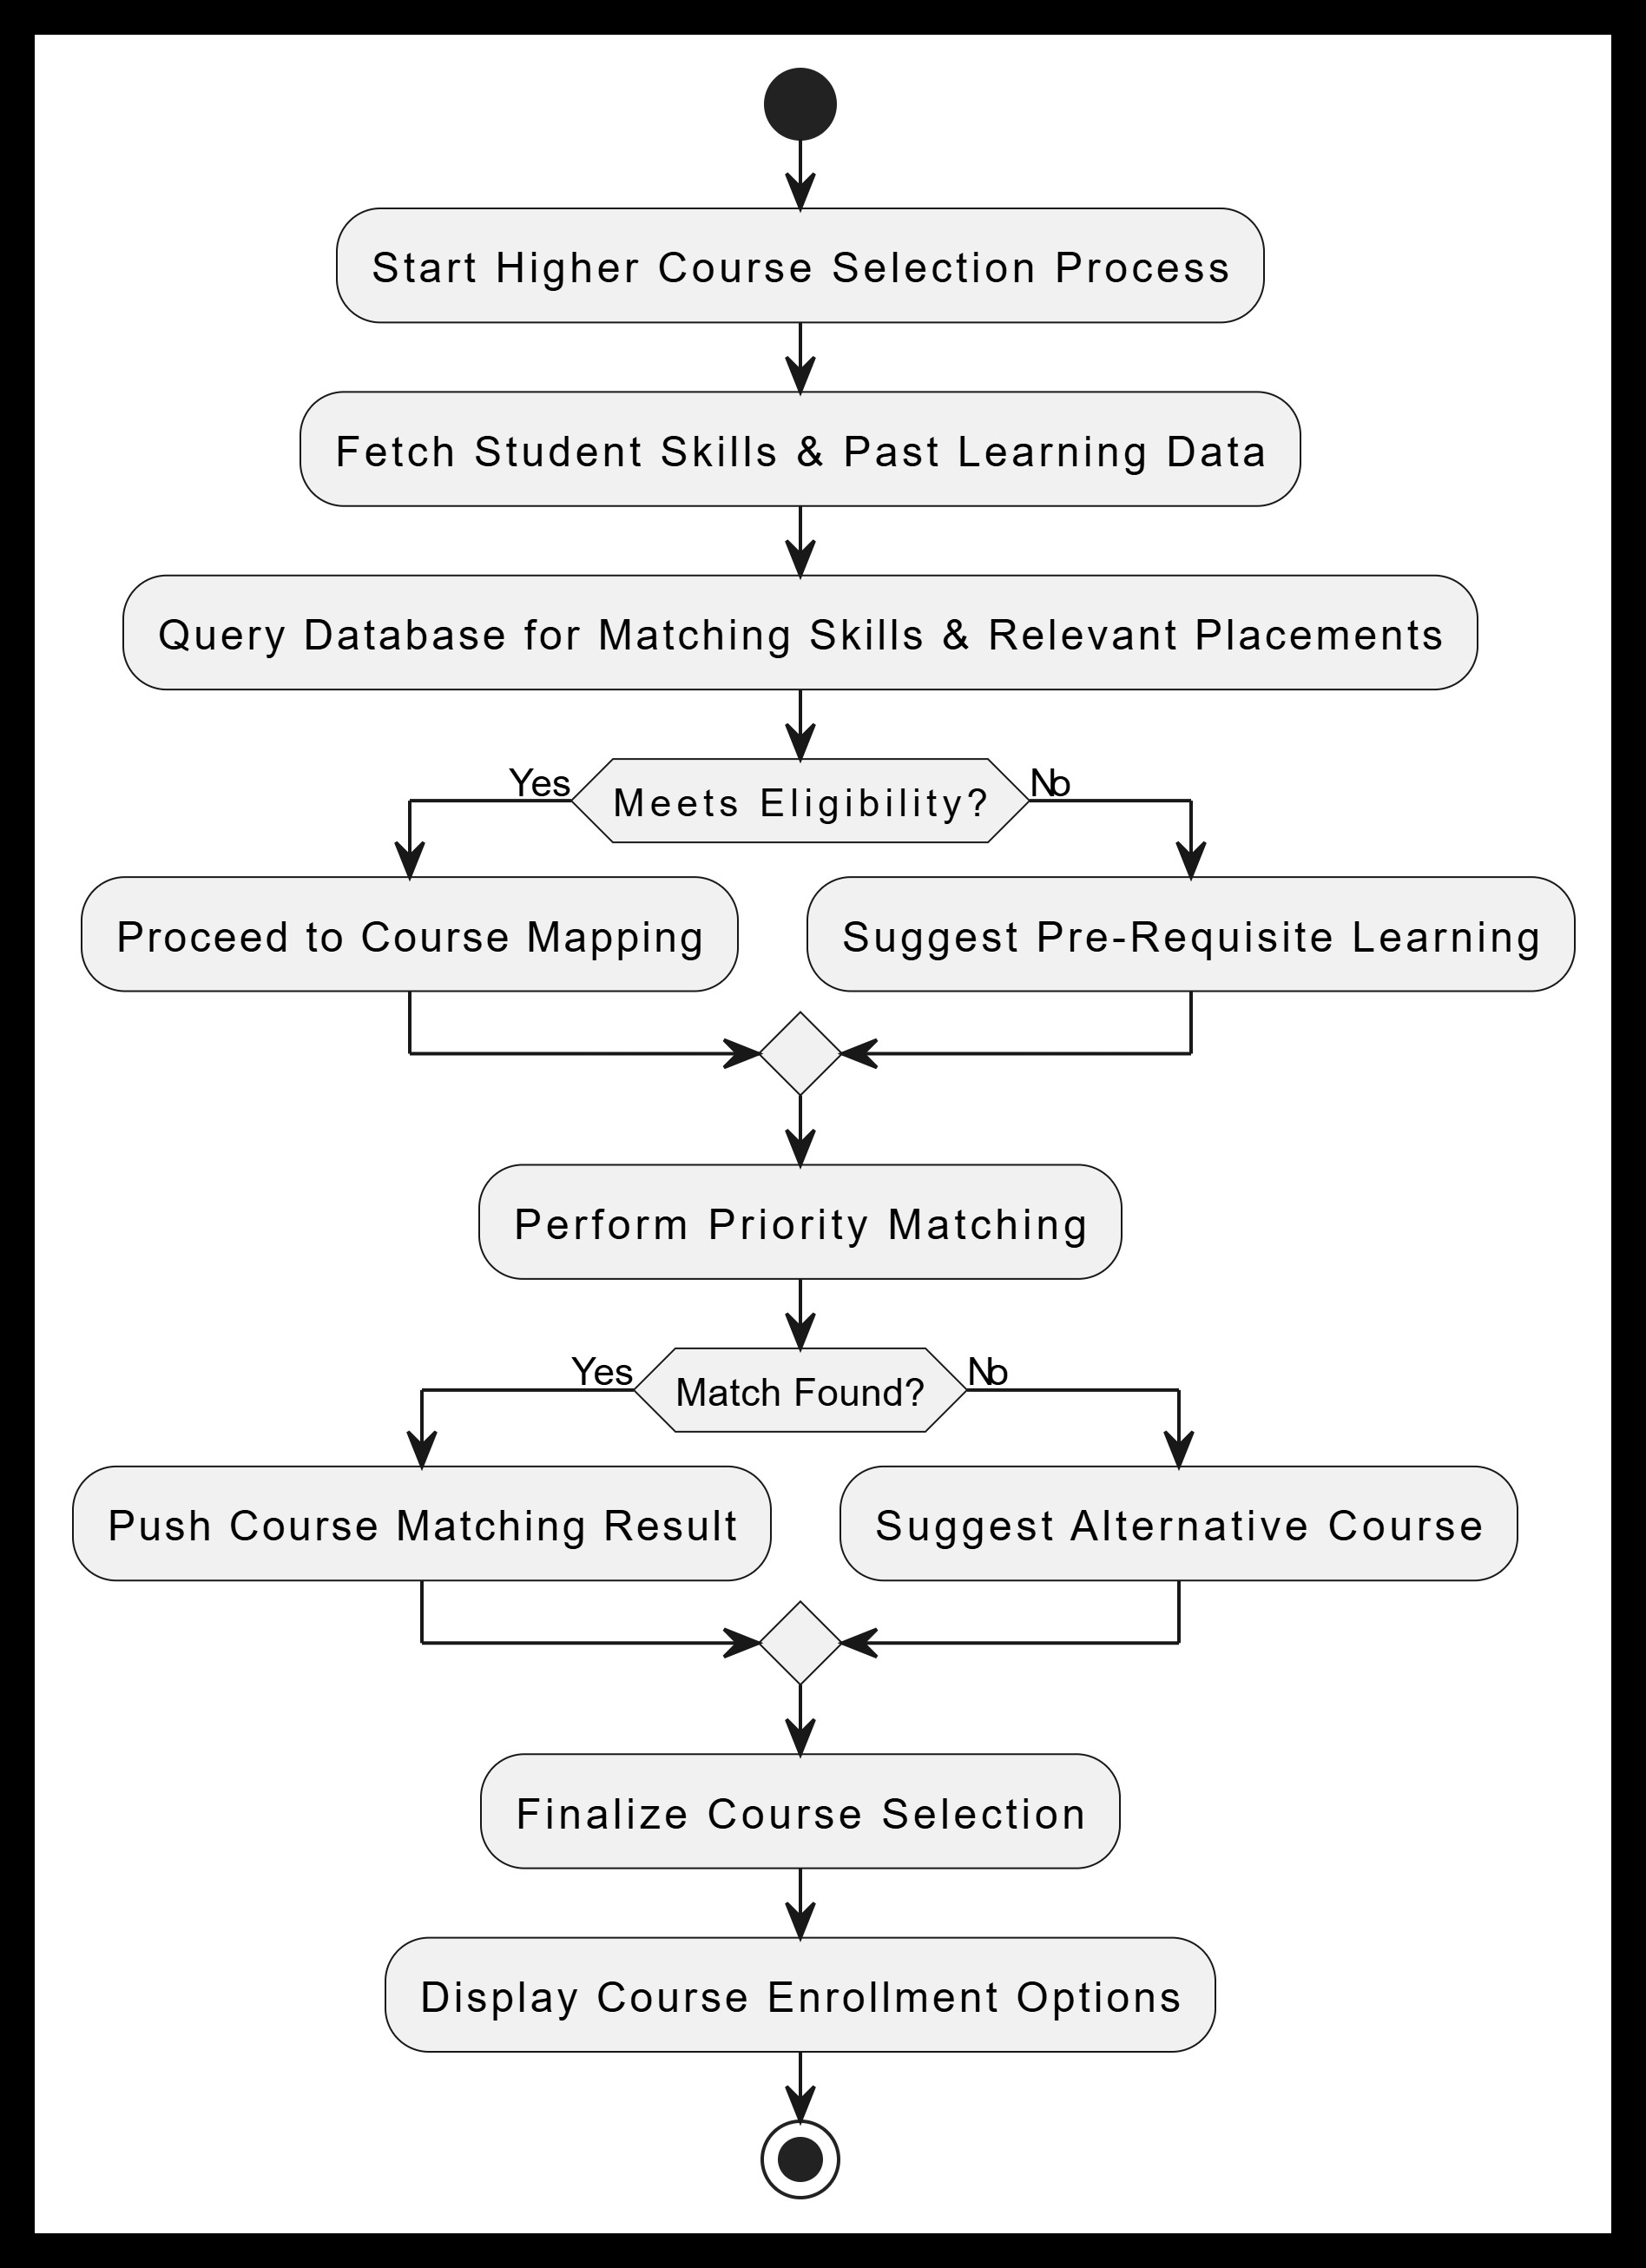 Start Higher Course Selection Process
Fetch Student Skills & Past Learning Data
Query Database for Matching Skills & Relevant Placements
Yes
Meets Eligibility?
No
Proceed to Course Mapping
Suggest Pre-Requisite Learning
Perform Priority Matching
Yes
Match Found?
No
Push Course Matching Result
Suggest Alternative Course
Finalize Course Selection
Display Course Enrollment Options